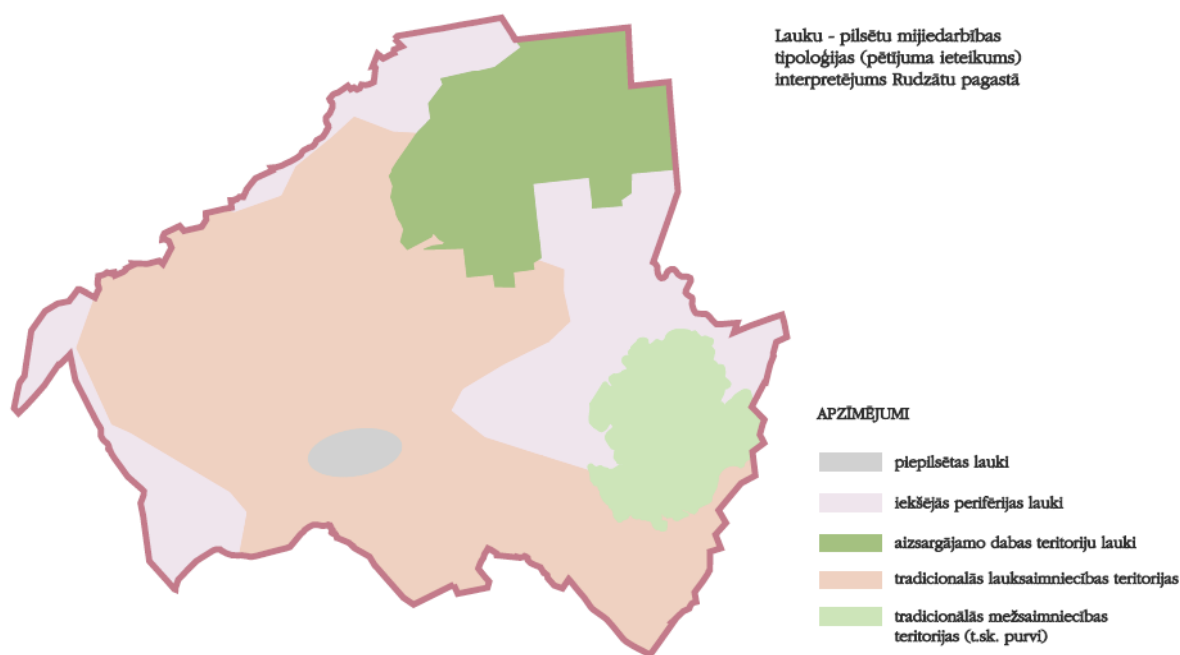 Lauku - pilsētu mijiedarbības
tipoloģijas (pētījuma ieteikums)
interpretējums Rudzātu pagastā
APZĪMĒJUMI
piepilsētas lauki
iekšējās perifērijas lauki
aizsargājamo dabas teritoriju lauki
tradicionalās lauksaimniecības teritorijas
tradicionālās mežsaimniecības
teritorijas (t.sk. purvi)